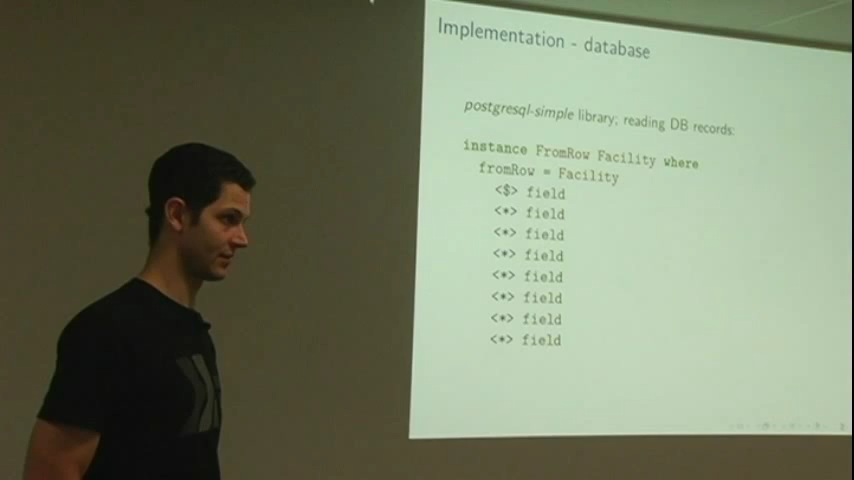 Implementation - database
postgresql-simple library; reading DB records:
instance FromRow Facility where
fromRow = Facility
<$> field
<*> field
<*> field
<*> field
<*> field
<*> field
<*> field
<*> field